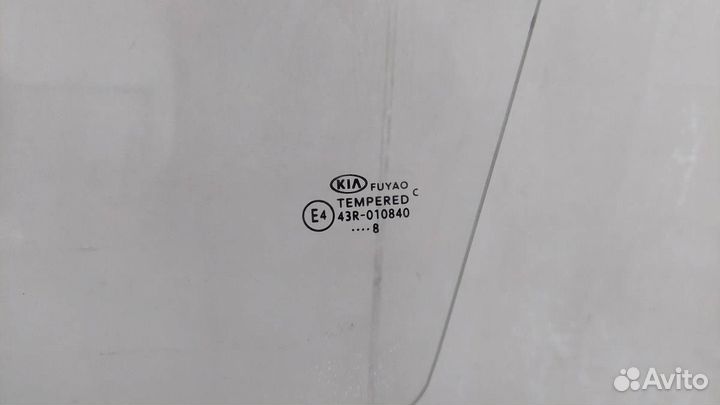 KIA FUYAO
TEMPERED C
E4 43R-010840
....8
Avito